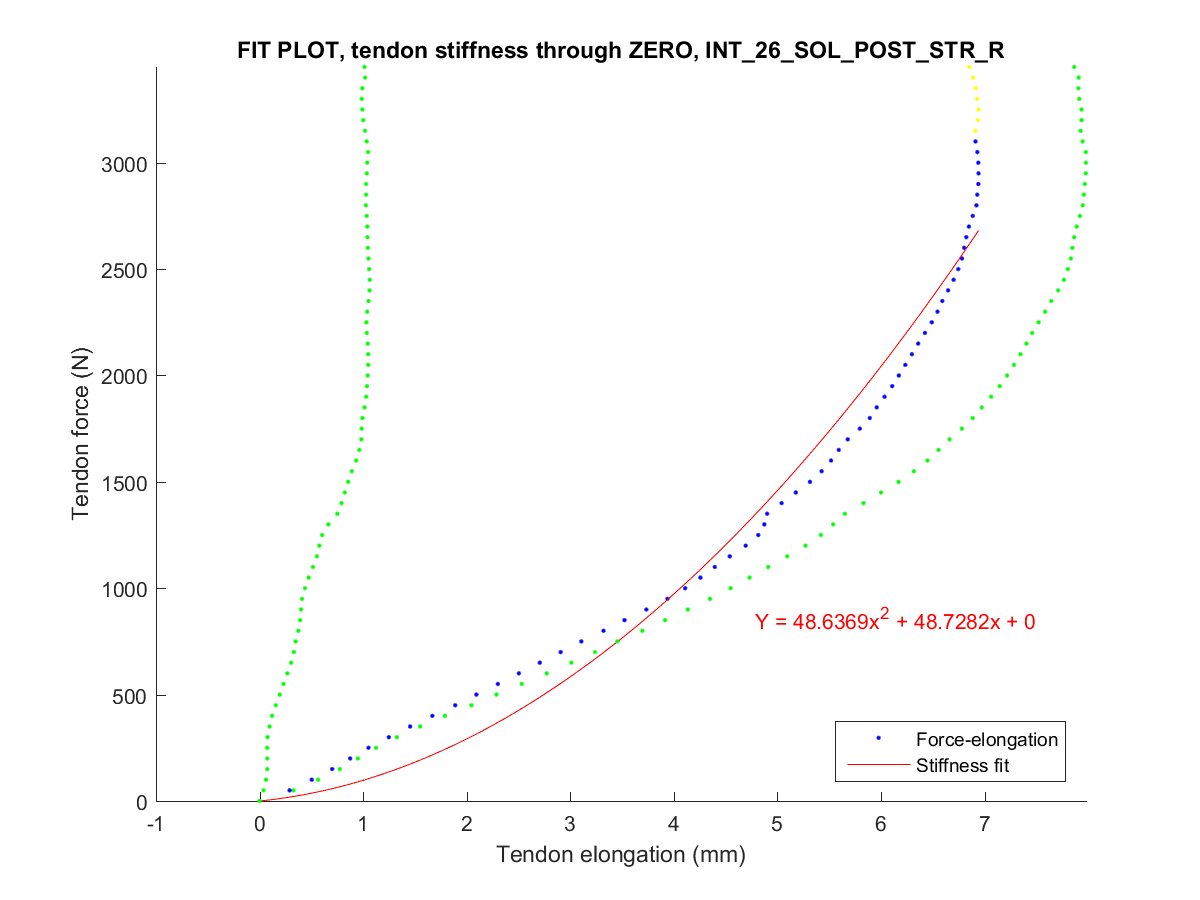 FIT PLOT, tendon stiffness through ZERO, INT_26_SOL_POST_STR_R
Tendon force (N)
3000
2500
2000
1500
1000
500
0
Y = 48.6369x² + 48.7282x + 0
Force-elongation
Stiffness fit
-1 0 1 2 3 4 5 6 7
Tendon elongation (mm)